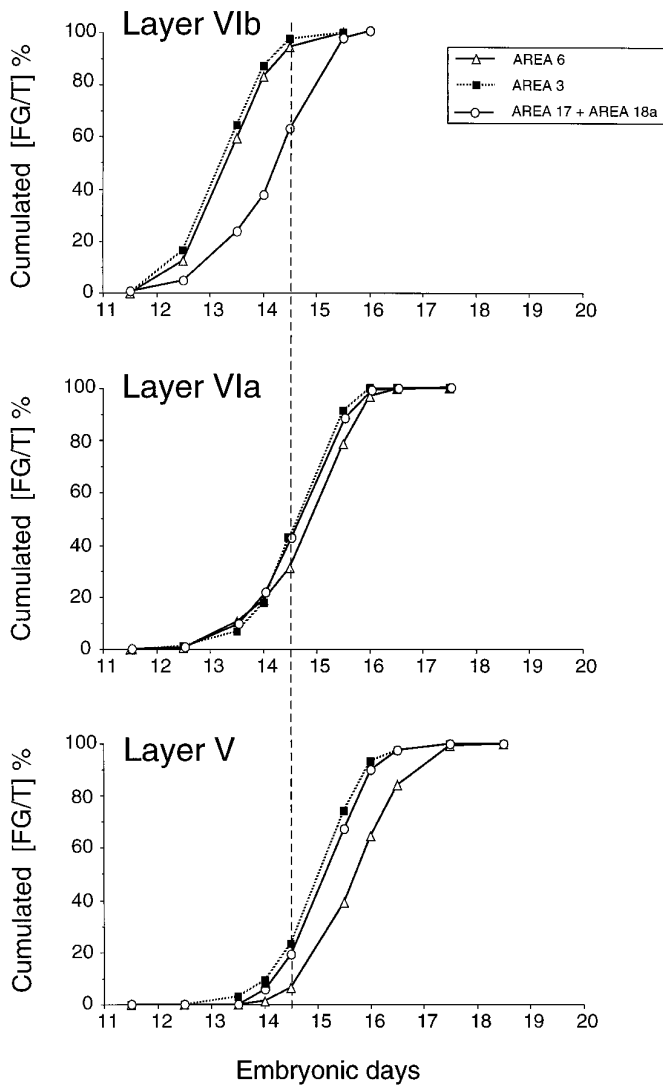 Layer VIb
AREA 6
AREA 3
AREA 17 + AREA 18a
Cumulated [FG/T] %
100
80
60
40
20
0
11 12 13 14 15 16 17 18 19 20
Layer VIa
Cumulated [FG/T] %
100
80
60
40
20
0
11 12 13 14 15 16 17 18 19 20
Layer V
Cumulated [FG/T] %
100
80
60
40
20
0
11 12 13 14 15 16 17 18 19 20
Embryonic days